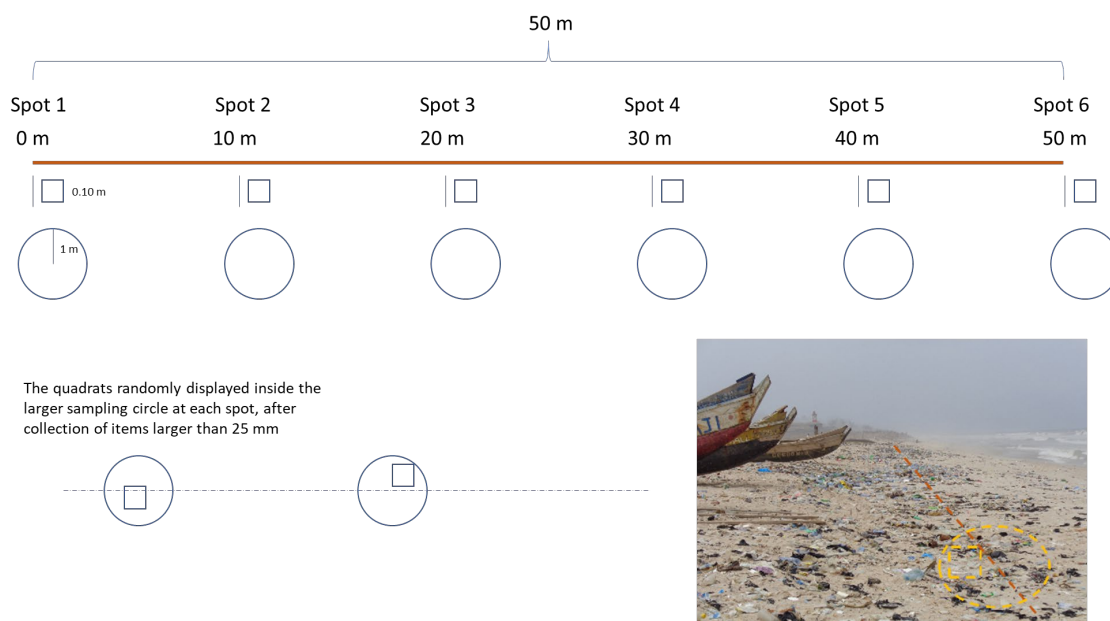 50 m
Spot 1 Spot 2 Spot 3 Spot 4 Spot 5 Spot 6
0 m 10 m 20 m 30 m 40 m 50 m
0.10 m
1 m
The quadrats randomly displayed inside the
larger sampling circle at each spot, after
collection of items larger than 25 mm
JI